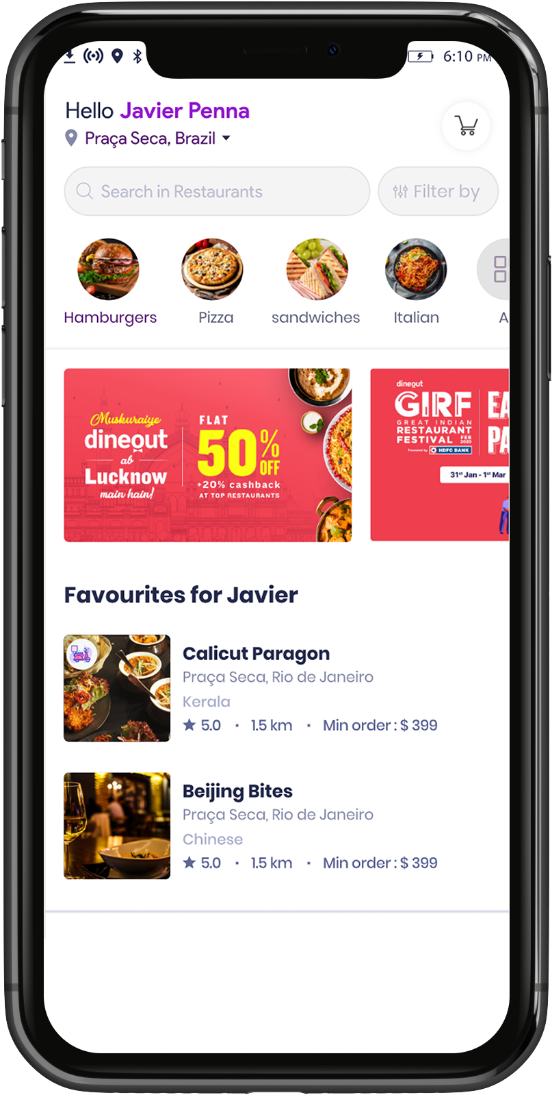 6:10 PM
Hello Javier Penna
Praça Seca, Brazil
Search in Restaurants
Filter by
Hamburgers
Pizza
sandwiches
Italian
A
Muskuraiye
dineout
ab
Lucknow
main hain!
FLAT
50%
OFF
+20% cashback
AT TOP RESTAURANTS
dineout
GIRF
GREAT INDIAN
RESTAURANT
FESTIVAL FEB 2020
Presented by HDFC BANK
EA
PA
31st Jan - 1st Mar
Favourites for Javier
Calicut Paragon
Praça Seca, Rio de Janeiro
Kerala
★ 5.0 • 1.5 km • Min order : $ 399
Beijing Bites
Praça Seca, Rio de Janeiro
Chinese
★ 5.0 • 1.5 km • Min order : $ 399